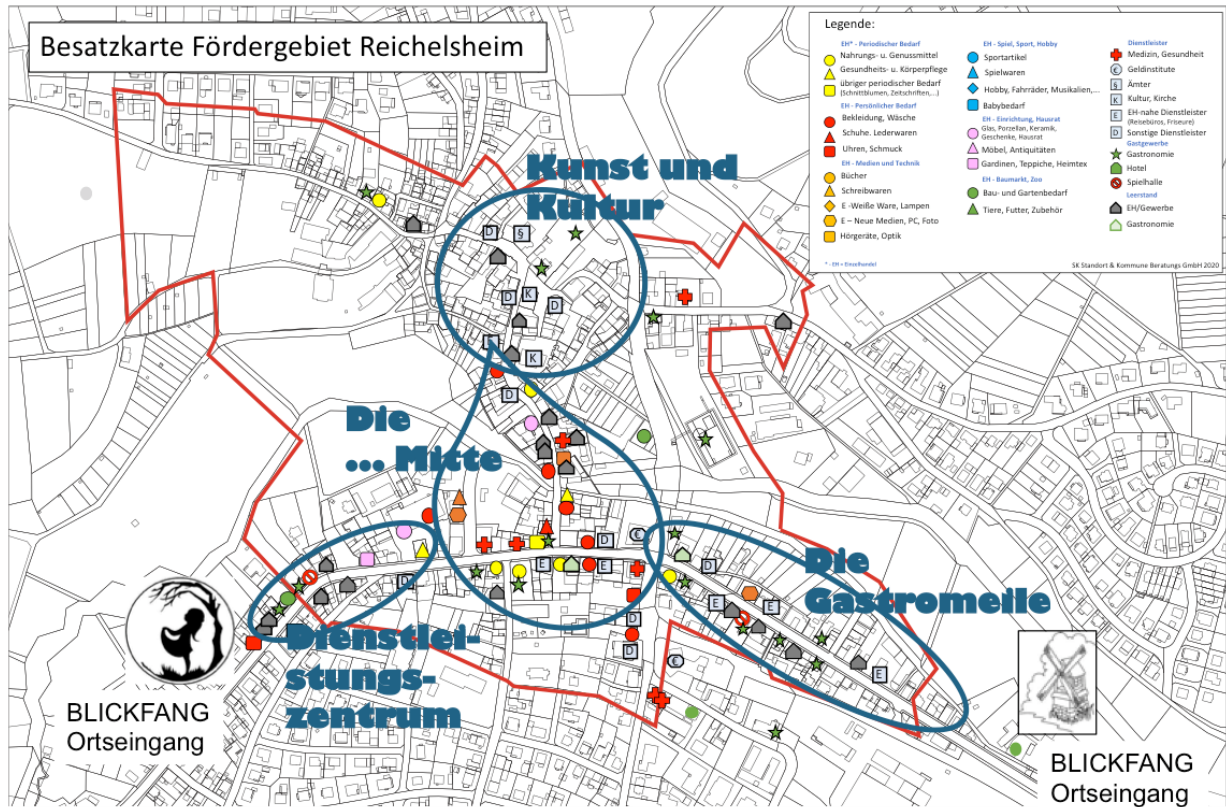 Besatzkarte Fördergebiet Reichelsheim
Legende:
EH* - Periodischer Bedarf
Nahrungs- u. Genussmittel
Gesundheits- u. Körperpflege
übriger periodischer Bedarf
(Schnittblumen, Zeitschriften,...)
EH - Persönlicher Bedarf
Bekleidung, Wäsche
Schuhe. Lederwaren
Uhren, Schmuck
EH - Medien und Technik
Bücher
Schreibwaren
E -Weiße Ware, Lampen
E – Neue Medien, PC, Foto
Hörgeräte, Optik
* - EH = Einzelhandel
EH - Spiel, Sport, Hobby
Sportartikel
Spielwaren
Hobby, Fahrräder, Musikalien,...
Babybedarf
EH - Einrichtung, Hausrat
Glas, Porzellan, Keramik,
Geschenke, Hausrat
Möbel, Antiquitäten
Gardinen, Teppiche, Heimtex
EH - Baumarkt, Zoo
Bau- und Gartenbedarf
Tiere, Futter, Zubehör
Dienstleister
Medizin, Gesundheit
€ Geldinstitute
§ Ämter
K Kultur, Kirche
E EH-nahe Dienstleister
(Reisebüros, Friseure)
D Sonstige Dienstleister
Gastgewerbe
Gastronomie
Hotel
Spielhalle
Leerstand
EH/Gewerbe
Gastronomie
SK Standort & Kommune Beratungs GmbH 2020
Kunst und
Kultur
D §
D K D
K
D
Die
... Mitte
D €
E E
D
D
D
€
Die
Gastromeile
D
E E
E
Dienstlei-
stungs-
zentrum
BLICKFANG
Ortseingang
BLICKFANG
Ortseingang